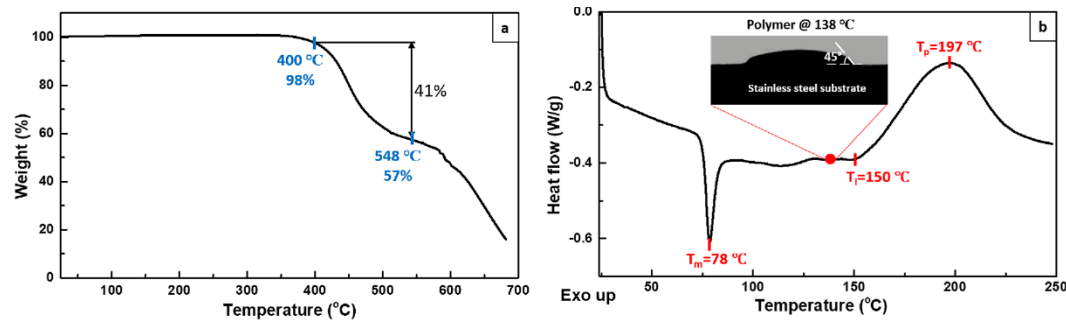 a
Weight (%)
100
80
60
40
20
0
400 °C
98%
41%
548 °C
57%
100
200
300
400
500
600
700
Temperature (°C)
b
Heat flow (W/g)
0.0
-0.2
-0.4
-0.6
Polymer @ 138 °C
45°
Stainless steel substrate
Tp=197 °C
Ti=150 °C
Tm=78 °C
Exo up
50
100
150
200
250
Temperature (°C)